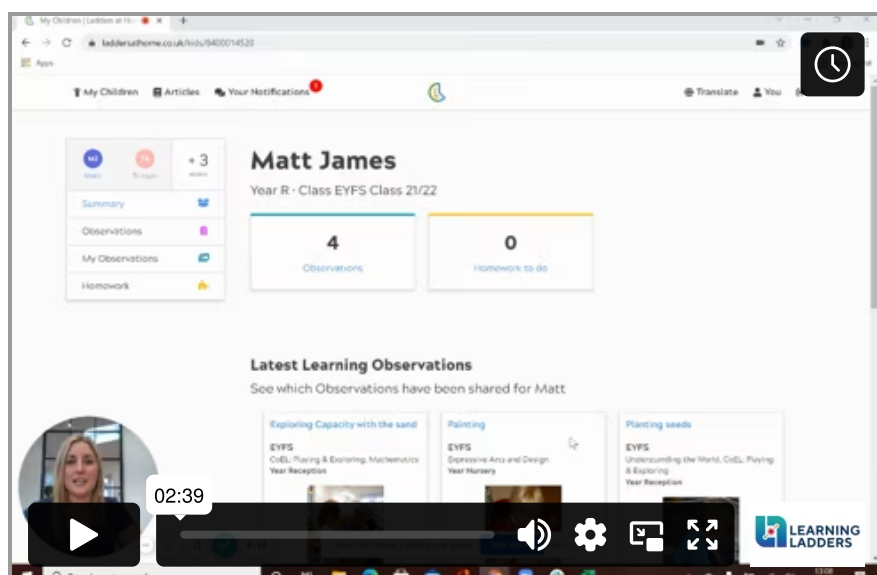 My Children | Ladders at Ho
laddersathome.co.uk/kids/8400014520
Apps
My Children Articles Your Notifications Translate You
MJ + 3
Summary
Observations
My Observations
Homework
Matt James
Year R · Class EYFS Class 21/22
4 0
Observations Homework to do
Latest Learning Observations
See which Observations have been shared for Matt
Exploring Capacity with the sand
EYFS
CoEL: Playing & Exploring, Mathematics
Year Reception
Painting
EYFS
Expressive Arts and Design
Year Nursery
Planting seeds
EYFS
Understanding the World, CoEL: Playing
& Exploring
Year Reception
02:39
LEARNING
LADDERS
13:08